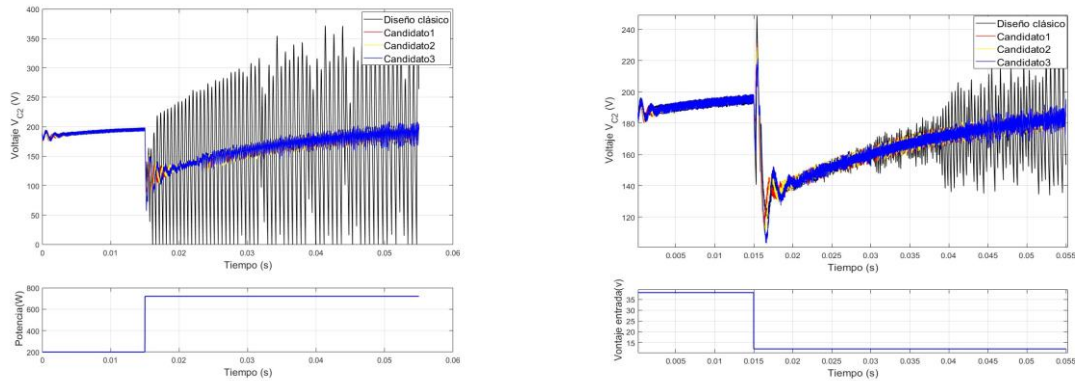 400
350
300
250
200
150
100
50
0
Voltaje V_C2 (V)
Diseño clásico
Candidato1
Candidato2
Candidato3
0 0.01 0.02 0.03 0.04 0.05 0.06
Tiempo (s)
800
600
400
200
Potencia(W)
0 0.01 0.02 0.03 0.04 0.05 0.06
Tiempo (s)
240
220
200
180
160
140
120
Voltaje V_C2 (V)
Diseño clásico
Candidato1
Candidato2
Candidato3
0.005 0.01 0.015 0.02 0.025 0.03 0.035 0.04 0.045 0.05 0.055
Tiempo (s)
35
30
25
20
15
Vontaje entrada(v)
0.005 0.01 0.015 0.02 0.025 0.03 0.035 0.04 0.045 0.05 0.055
Tiempo (s)